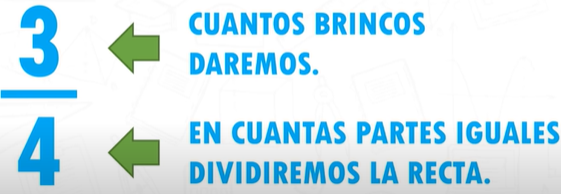 3
CUANTOS BRINCOS
DAREMOS.
4
EN CUANTAS PARTES IGUALES
DIVIDIREMOS LA RECTA.